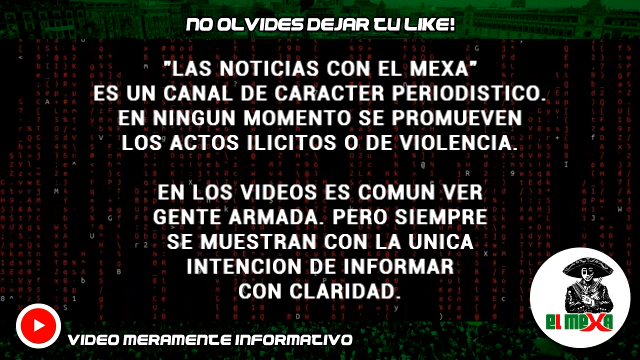 NO OLVIDES DEJAR TU LIKE!
"LAS NOTICIAS CON EL MEXA"
ES UN CANAL DE CARACTER PERIODISTICO.
EN NINGUN MOMENTO SE PROMUEVEN
LOS ACTOS ILICITOS O DE VIOLENCIA.
EN LOS VIDEOS ES COMUN VER
GENTE ARMADA. PERO SIEMPRE
SE MUESTRAN CON LA UNICA
INTENCION DE INFORMAR
CON CLARIDAD.
EL MEXA
VIDEO MERAMENTE INFORMATIVO